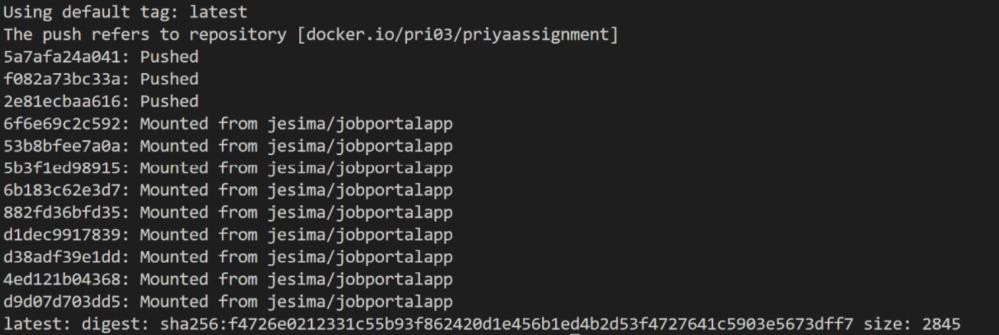 Using default tag: latest
The push refers to repository [docker.io/pri03/priyaassignment]
5a7afa24a041: Pushed
f082a73bc33a: Pushed
2e81ecbaa616: Pushed
6f6e69c2c592: Mounted from jesima/jobportalapp
53b8bfee7a0a: Mounted from jesima/jobportalapp
5b3f1ed98915: Mounted from jesima/jobportalapp
6b183c62e3d7: Mounted from jesima/jobportalapp
882fd36bfd35: Mounted from jesima/jobportalapp
d1dec9917839: Mounted from jesima/jobportalapp
d38adf39e1dd: Mounted from jesima/jobportalapp
4ed121b04368: Mounted from jesima/jobportalapp
d9d07d703dd5: Mounted from jesima/jobportalapp
latest: digest: sha256:f4726e0212331c55b93f862420d1e456b1ed4b2d53f4727641c5903e5673dff7 size: 2845